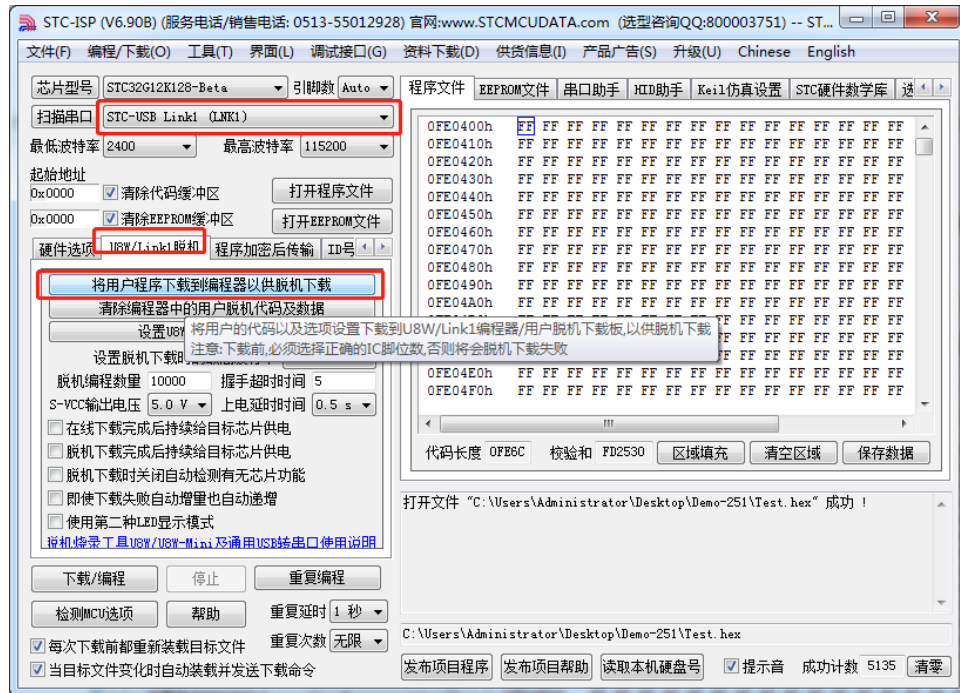 STC-ISP (V6.90B) (服务电话/销售电话: 0513-55012928) 官网:www.STCMCUDATA.com (选型咨询QQ:800003751) -- ST...
文件(F) 编程/下载(O) 工具(T) 界面(L) 调试接口(G) 资料下载(D) 供货信息(I) 产品广告(S) 升级(U) Chinese English
芯片型号 STC32G12K128-Beta 引脚数 Auto
扫描串口 STC-USB Link1 (LNK1)
最低波特率 2400 最高波特率 115200
起始地址
0x0000 清除代码缓冲区 打开程序文件
0x0000 清除EEPROM缓冲区 打开EEPROM文件
硬件选项 U8W/Link1脱机 程序加密后传输 ID号
将用户程序下载到编程器以供脱机下载
清除编程器中的用户脱机代码及数据
设置U8W
将用户的代码以及选项设置下载到U8W/Link1编程器/用户脱机下载板,以供脱机下载
注意:下载前,必须选择正确的IC脚位数,否则将会脱机下载失败
设置脱机下载时
脱机编程数量 10000 握手超时时间 5
S-VCC输出电压 5.0 V 上电延时时间 0.5 s
在线下载完成后持续给目标芯片供电
脱机下载完成后持续给目标芯片供电
脱机下载时关闭自动检测有无芯片功能
即使下载失败自动增量也自动递增
使用第二种LED显示模式
脱机烧录工具U8W/U8W-Mini及通用USB转串口使用说明
下载/编程 停止 重复编程
检测MCU选项 帮助 重复延时 1 秒
每次下载前都重新装载目标文件 重复次数 无限
当目标文件变化时自动装载并发送下载命令
程序文件 EEPROM文件 串口助手 HID助手 Keil仿真设置 STC硬件数学库 选
0FE0400h FF FF FF FF FF FF FF FF FF FF FF FF FF FF FF FF
0FE0410h FF FF FF FF FF FF FF FF FF FF FF FF FF FF FF FF
0FE0420h FF FF FF FF FF FF FF FF FF FF FF FF FF FF FF FF
0FE0430h FF FF FF FF FF FF FF FF FF FF FF FF FF FF FF FF
0FE0440h FF FF FF FF FF FF FF FF FF FF FF FF FF FF FF FF
0FE0450h FF FF FF FF FF FF FF FF FF FF FF FF FF FF FF FF
0FE0460h FF FF FF FF FF FF FF FF FF FF FF FF FF FF FF FF
0FE0470h FF FF FF FF FF FF FF FF FF FF FF FF FF FF FF FF
0FE0480h FF FF FF FF FF FF FF FF FF FF FF FF FF FF FF FF
0FE0490h FF FF FF FF FF FF FF FF FF FF FF FF FF FF FF FF
0FE04A0h FF FF FF FF FF FF FF FF FF FF FF FF FF FF FF FF
0FE04E0h FF FF FF FF FF FF FF FF FF FF FF FF FF FF FF FF
0FE04F0h FF FF FF FF FF FF FF FF FF FF FF FF FF FF FF FF
代码长度 0FE6C 校验和 FD2530 区域填充 清空区域 保存数据
打开文件 "C:\Users\Administrator\Desktop\Demo-251\Test.hex" 成功 !
C:\Users\Administrator\Desktop\Demo-251\Test.hex
发布项目程序 发布项目帮助 读取本机硬盘号 提示音 成功计数 5135 清零